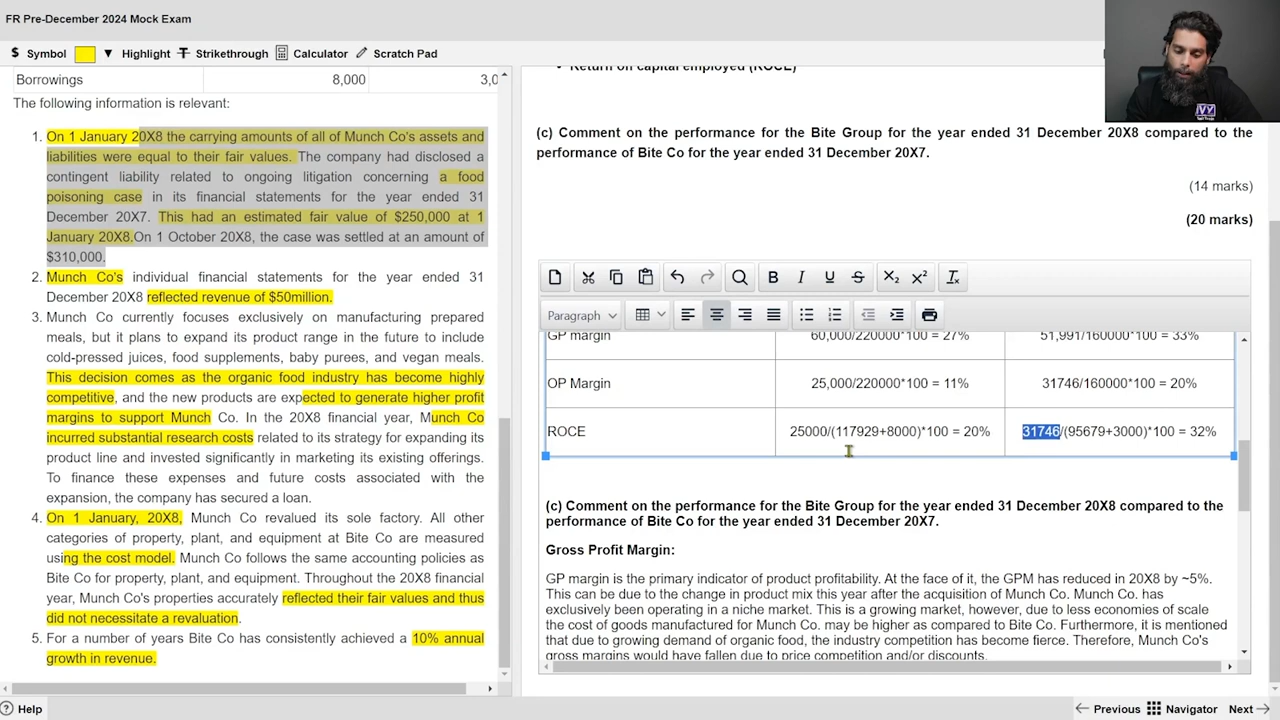 FR Pre-December 2024 Mock Exam
$ Symbol Highlight Strikethrough Calculator Scratch Pad
Borrowings 8,000 3,0
The following information is relevant:
1. On 1 January 20X8 the carrying amounts of all of Munch Co's assets and
liabilities were equal to their fair values. The company had disclosed a
contingent liability related to ongoing litigation concerning a food
poisoning case in its financial statements for the year ended 31
December 20X7. This had an estimated fair value of $250,000 at 1
January 20X8.On 1 October 20X8, the case was settled at an amount of
$310,000.
2. Munch Co's individual financial statements for the year ended 31
December 20X8 reflected revenue of $50million.
3. Munch Co currently focuses exclusively on manufacturing prepared
meals, but it plans to expand its product range in the future to include
cold-pressed juices, food supplements, baby purees, and vegan meals.
This decision comes as the organic food industry has become highly
competitive, and the new products are expected to generate higher profit
margins to support Munch Co. In the 20X8 financial year, Munch Co
incurred substantial research costs related to its strategy for expanding its
product line and invested significantly in marketing its existing offerings.
To finance these expenses and future costs associated with the
expansion, the company has secured a loan.
4. On 1 January, 20X8, Munch Co revalued its sole factory. All other
categories of property, plant, and equipment at Bite Co are measured
using the cost model. Munch Co follows the same accounting policies as
Bite Co for property, plant, and equipment. Throughout the 20X8 financial
year, Munch Co's properties accurately reflected their fair values and thus
did not necessitate a revaluation.
5. For a number of years Bite Co has consistently achieved a 10% annual
growth in revenue.
• Return on capital employed (ROCE)
(c) Comment on the performance for the Bite Group for the year ended 31 December 20X8 compared to the
performance of Bite Co for the year ended 31 December 20X7.
(14 marks)
(20 marks)
Paragraph
GP margin 60,000/220000*100 = 27% 51,991/160000*100 = 33%
OP Margin 25,000/220000*100 = 11% 31746/160000*100 = 20%
ROCE 25000/(117929+8000)*100 = 20% 31746/(95679+3000)*100 = 32%
(c) Comment on the performance for the Bite Group for the year ended 31 December 20X8 compared to the
performance of Bite Co for the year ended 31 December 20X7.
Gross Profit Margin:
GP margin is the primary indicator of product profitability. At the face of it, the GPM has reduced in 20X8 by ~5%.
This can be due to the change in product mix this year after the acquisition of Munch Co. Munch Co. has
exclusively been operating in a niche market. This is a growing market, however, due to less economies of scale
the cost of goods manufactured for Munch Co. may be higher as compared to Bite Co. Furthermore, it is mentioned
that due to growing demand of organic food, the industry competition has become fierce. Therefore, Munch Co's
gross margins would have fallen due to price competition and/or discounts.
Help
Previous Navigator Next